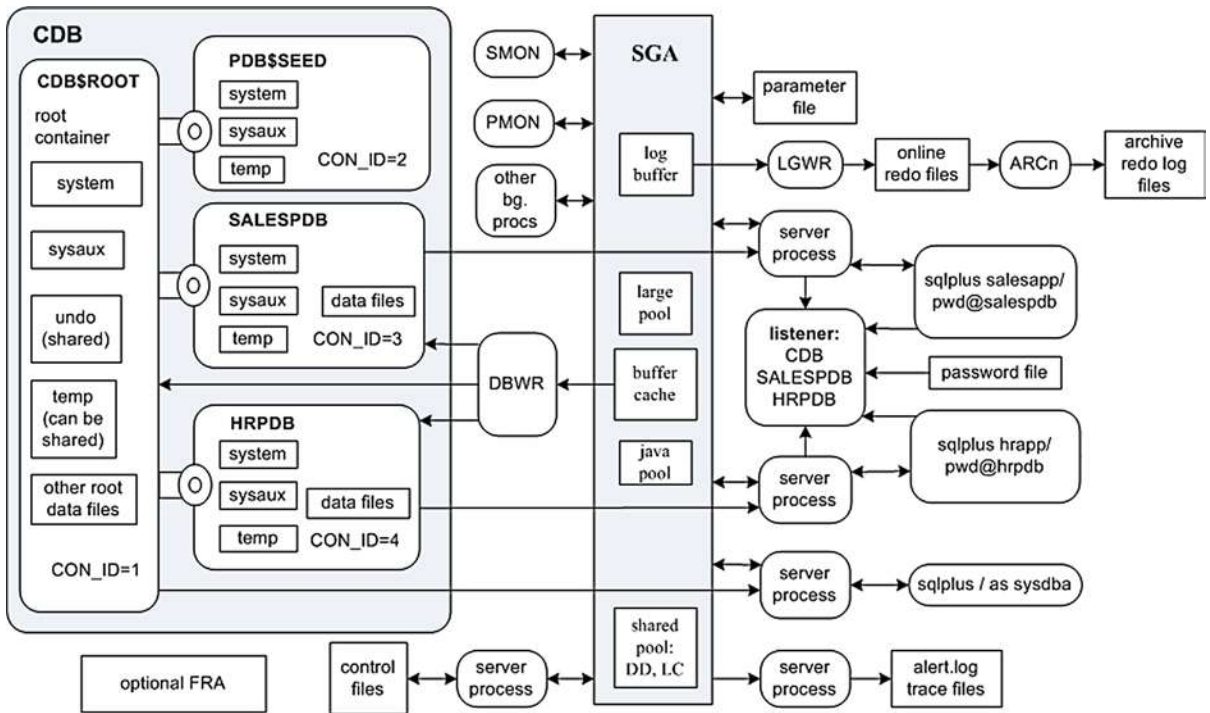 CDB
CDB$ROOT
root
container
system
sysaux
undo
(shared)
temp
(can be
shared)
other root
data files
CON_ID=1
PDB$SEED
system
sysaux
temp
CON_ID=2
SALESPDB
system
sysaux
data files
temp
CON_ID=3
HRPDB
system
sysaux
data files
temp
CON_ID=4
optional FRA
control
files
server
process
SMON
PMON
other
bg.
procs
DBWR
SGA
log
buffer
large
pool
buffer
cache
java
pool
shared
pool:
DD, LC
parameter
file
LGWR
online
redo files
ARCn
archive
redo log
files
server
process
sqlplus salesapp/
pwd@salespdb
listener:
CDB
SALESPDB
HRPDB
password file
sqlplus hrapp/
pwd@hrpdb
server
process
server
process
sqlplus / as sysdba
server
process
alert.log
trace files